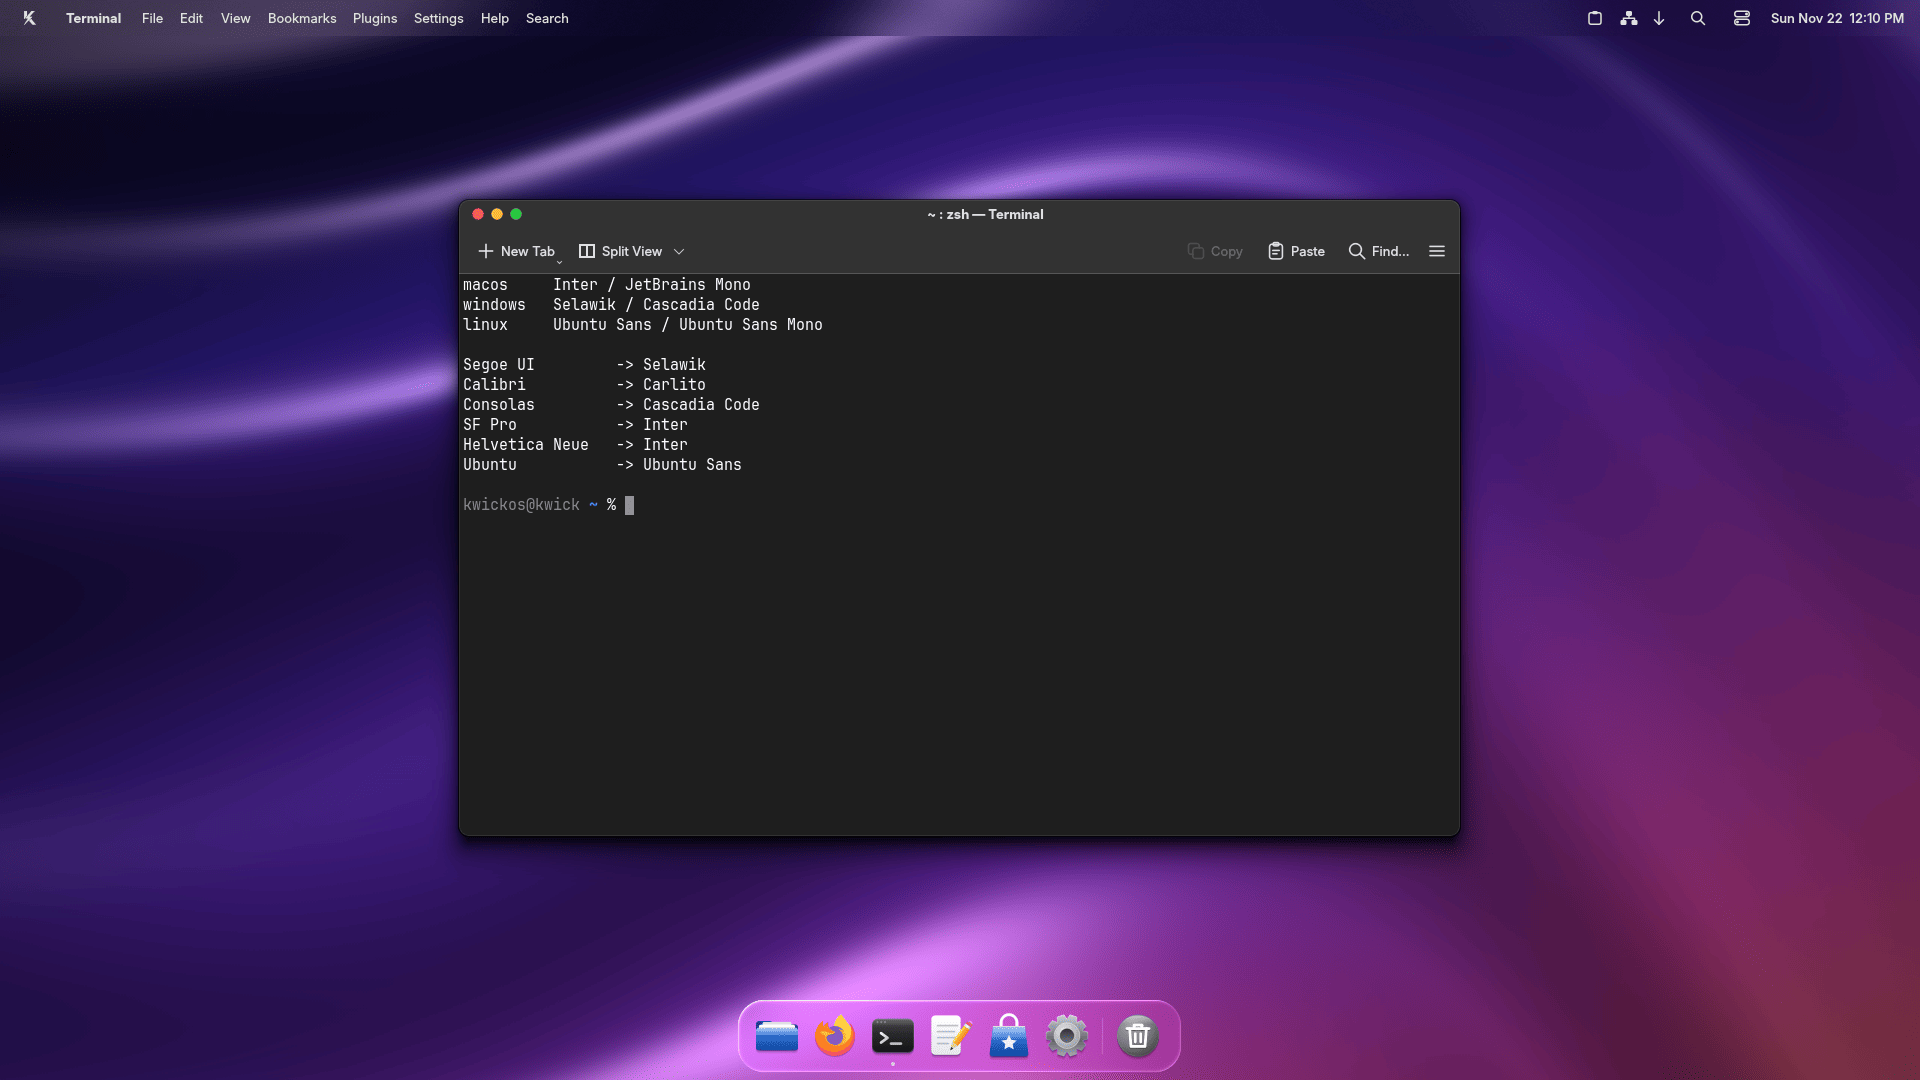 Terminal File Edit View Bookmarks Plugins Settings Help Search Sun Nov 22 12:10 PM
~ : zsh — Terminal
New Tab Split View Copy Paste Find...
macos     Inter / JetBrains Mono
windows   Selawik / Cascadia Code
linux     Ubuntu Sans / Ubuntu Sans Mono
Segoe UI         -> Selawik
Calibri          -> Carlito
Consolas         -> Cascadia Code
SF Pro           -> Inter
Helvetica Neue   -> Inter
Ubuntu           -> Ubuntu Sans
kwickos@kwick ~ %